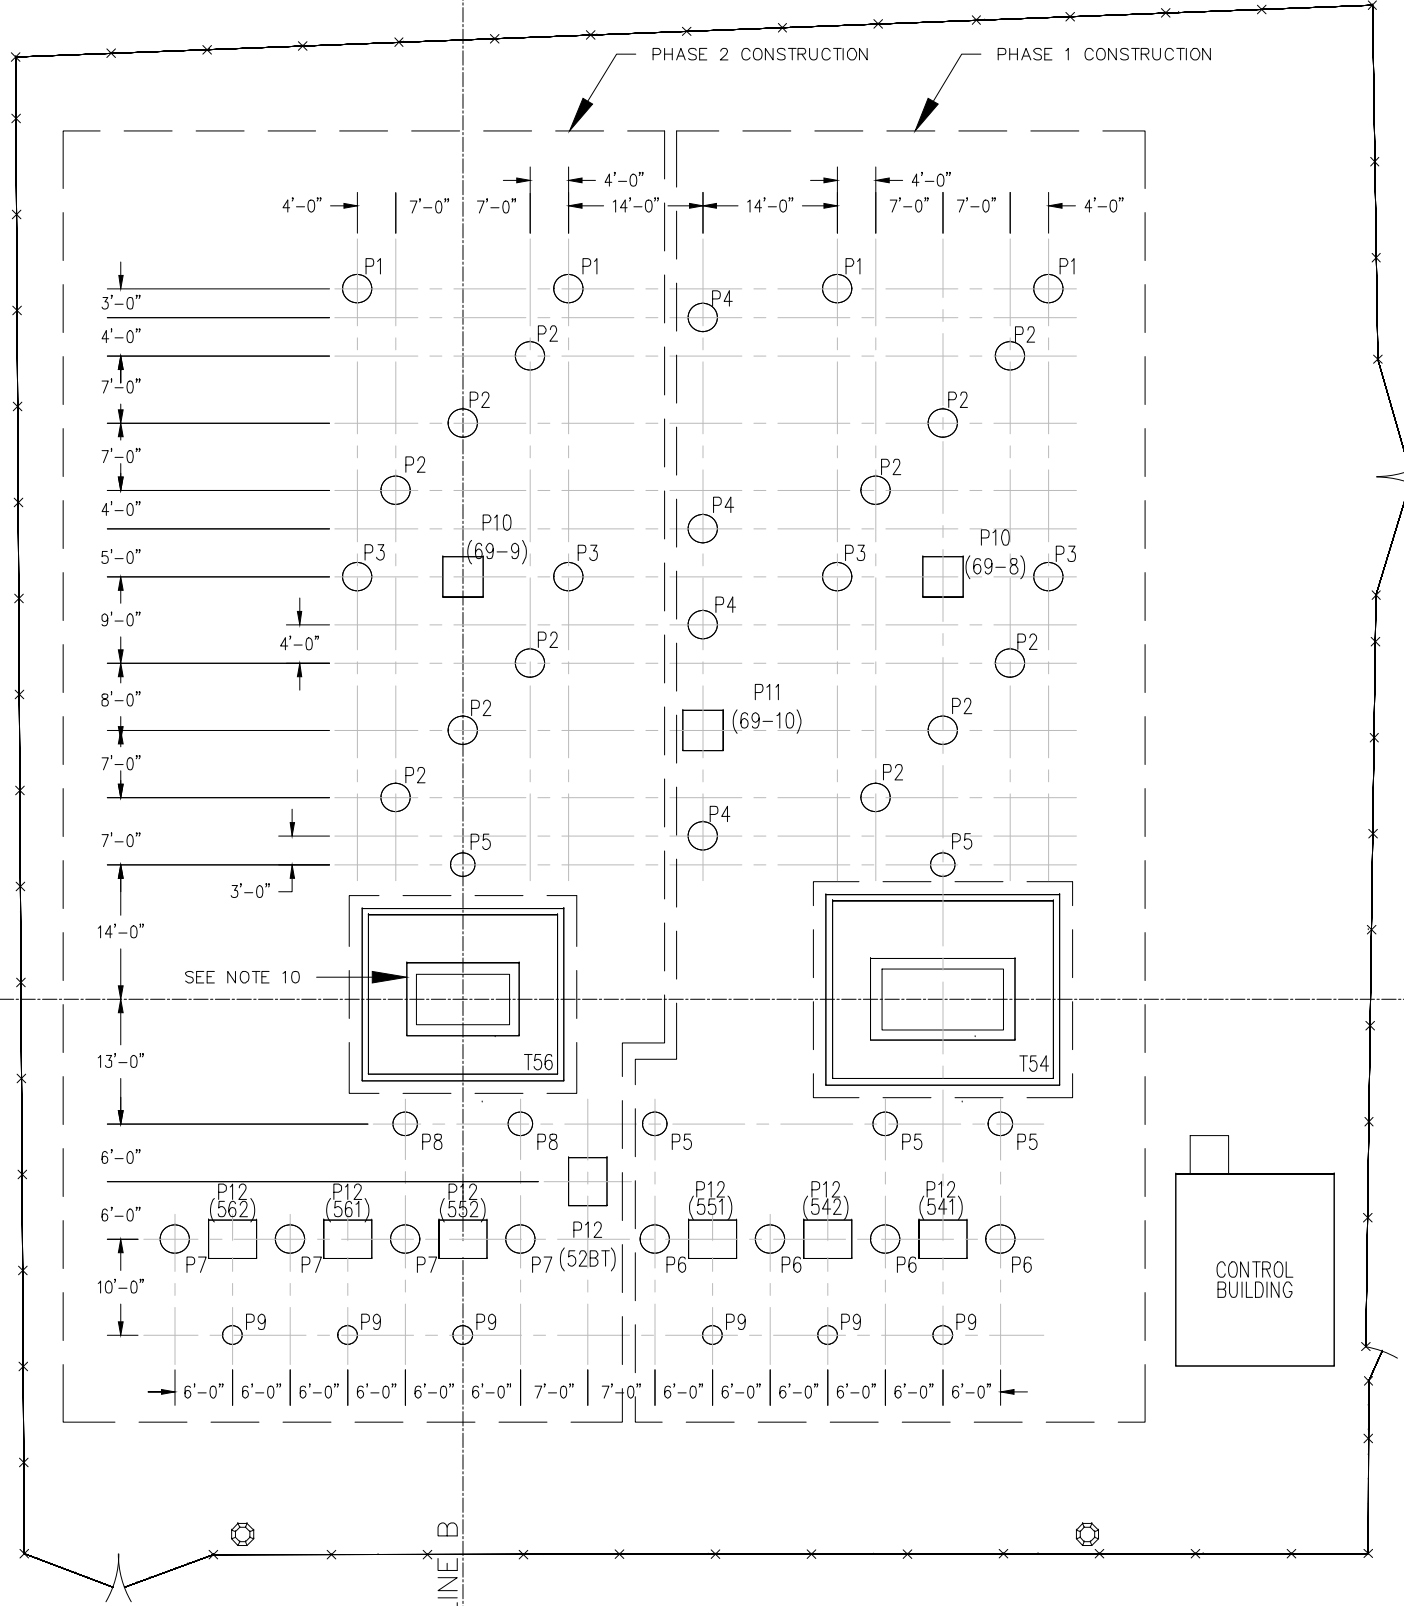 PHASE 2 CONSTRUCTION
PHASE 1 CONSTRUCTION
4'-0"
4'-0"
4'-0"
7'-0"
7'-0"
14'-0"
14'-0"
7'-0"
7'-0"
4'-0"
P1
P1
P1
P1
3'-0"
P4
4'-0"
P2
P2
7'-0"
P2
P2
7'-0"
P2
P2
4'-0"
P4
P10
(69-9)
P10
(69-8)
5'-0"
P3
P3
P3
P3
9'-0"
P4
4'-0"
P2
P2
8'-0"
P11
(69-10)
P2
P2
7'-0"
P2
P2
7'-0"
P4
P5
P5
3'-0"
14'-0"
SEE NOTE 10
13'-0"
T56
T54
P8
P8
P5
P5
P5
6'-0"
P12
(562)
P12
(561)
P12
(552)
P12
(551)
P12
(542)
P12
(541)
6'-0"
P12
(52BT)
P7
P7
P7
P7
P6
P6
P6
P6
10'-0"
CONTROL
BUILDING
P9
P9
P9
P9
P9
P9
6'-0"
6'-0"
6'-0"
6'-0"
6'-0"
6'-0"
7'-0"
7'-0"
6'-0"
6'-0"
6'-0"
6'-0"
6'-0"
6'-0"
INE B